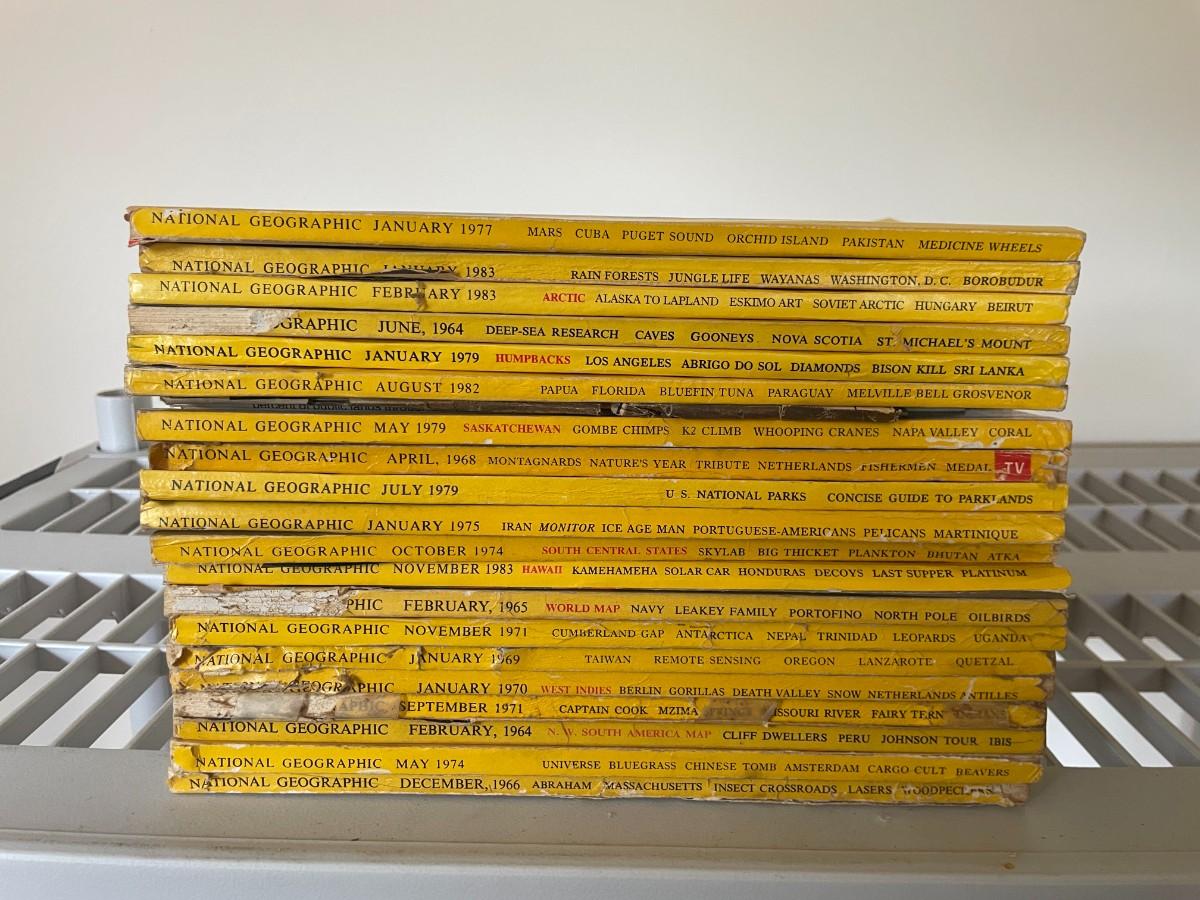 NATIONAL GEOGRAPHIC JANUARY 1977 MARS CUBA PUGET SOUND ORCHID ISLAND PAKISTAN MEDICINE WHEELS
NATIONAL GEOGRAPHIC JANUARY 1983 RAIN FORESTS JUNGLE LIFE WAYANAS WASHINGTON, D.C. BOROBUDUR
NATIONAL GEOGRAPHIC FEBRUARY 1983 ARCTIC ALASKA TO LAPLAND ESKIMO ART SOVIET ARCTIC HUNGARY BEIRUT
GRAPHIC JUNE, 1964 DEEP-SEA RESEARCH CAVES GOONEYS NOVA SCOTIA ST. MICHAEL'S MOUNT
NATIONAL GEOGRAPHIC JANUARY 1979 HUMPBACKS LOS ANGELES ABRIGO DO SOL DIAMONDS BISON KILL SRI LANKA
NATIONAL GEOGRAPHIC AUGUST 1982 PAPUA FLORIDA BLUEFIN TUNA PARAGUAY MELVILLE BELL GROSVENOR
percent of public lands
NATIONAL GEOGRAPHIC MAY 1979 SASKATCHEWAN GOMBE CHIMPS K2 CLIMB WHOOPING CRANES NAPA VALLEY CORAL
NATIONAL GEOGRAPHIC APRIL, 1968 MONTAGNARDS NATURE'S YEAR TRIBUTE NETHERLANDS FISHERMEN MEDAL TV
NATIONAL GEOGRAPHIC JULY 1979 U.S. NATIONAL PARKS CONCISE GUIDE TO PARKLANDS
NATIONAL GEOGRAPHIC JANUARY 1975 IRAN MONITOR ICE AGE MAN PORTUGUESE-AMERICANS PELICANS MARTINIQUE
NATIONAL GEOGRAPHIC OCTOBER 1974 SOUTH CENTRAL STATES SKYLAB BIG THICKET PLANKTON BHUTAN ATKA
NATIONAL GEOGRAPHIC NOVEMBER 1983 HAWAII KAMEHAMEHA SOLAR CAR HONDURAS DECOYS LAST SUPPER PLATINUM
PHIC FEBRUARY, 1965 WORLD MAP NAVY LEAKEY FAMILY PORTOFINO NORTH POLE OILBIRDS
NATIONAL GEOGRAPHIC NOVEMBER 1971 CUMBERLAND GAP ANTARCTICA NEPAL TRINIDAD LEOPARDS UGANDA
NATIONAL GEOGRAPHIC JANUARY 1969 TAIWAN REMOTE SENSING OREGON LANZAROTE QUETZAL
GEOGRAPHIC JANUARY 1970 WEST INDIES BERLIN GORILLAS DEATH VALLEY SNOW NETHERLANDS ANTILLES
SEPTEMBER 1971 CAPTAIN COOK MZIMA ISSOURI RIVER FAIRY TERN
NATIONAL GEOGRAPHIC FEBRUARY, 1964 N. W. SOUTH AMERICA MAP CLIFF DWELLERS PERU JOHNSON TOUR IBIS
NATIONAL GEOGRAPHIC MAY 1974 UNIVERSE BLUEGRASS CHINESE TOMB AMSTERDAM CARGO CULT BEAVERS
NATIONAL GEOGRAPHIC DECEMBER, 1966 ABRAHAM MASSACHUSETTS INSECT CROSSROADS LASERS WOODPECKERS